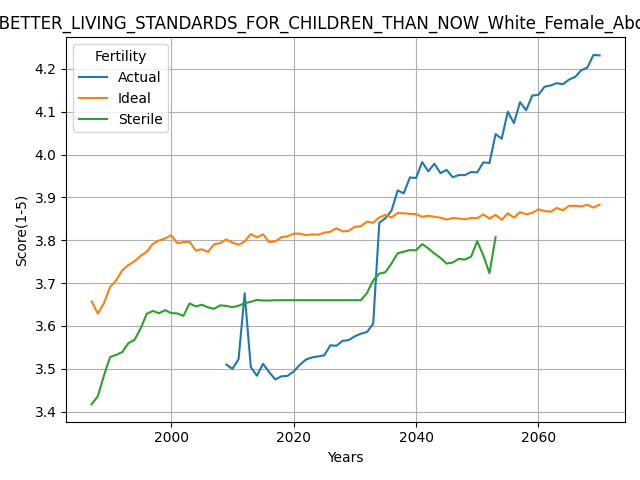 BETTER_LIVING_STANDARDS_FOR_CHILDREN_THAN_NOW_White_Female_Abo
Fertility
Actual
Ideal
Sterile
4.2
4.1
4.0
3.9
3.8
3.7
3.6
3.5
3.4
Score(1-5)
2000 2020 2040 2060
Years